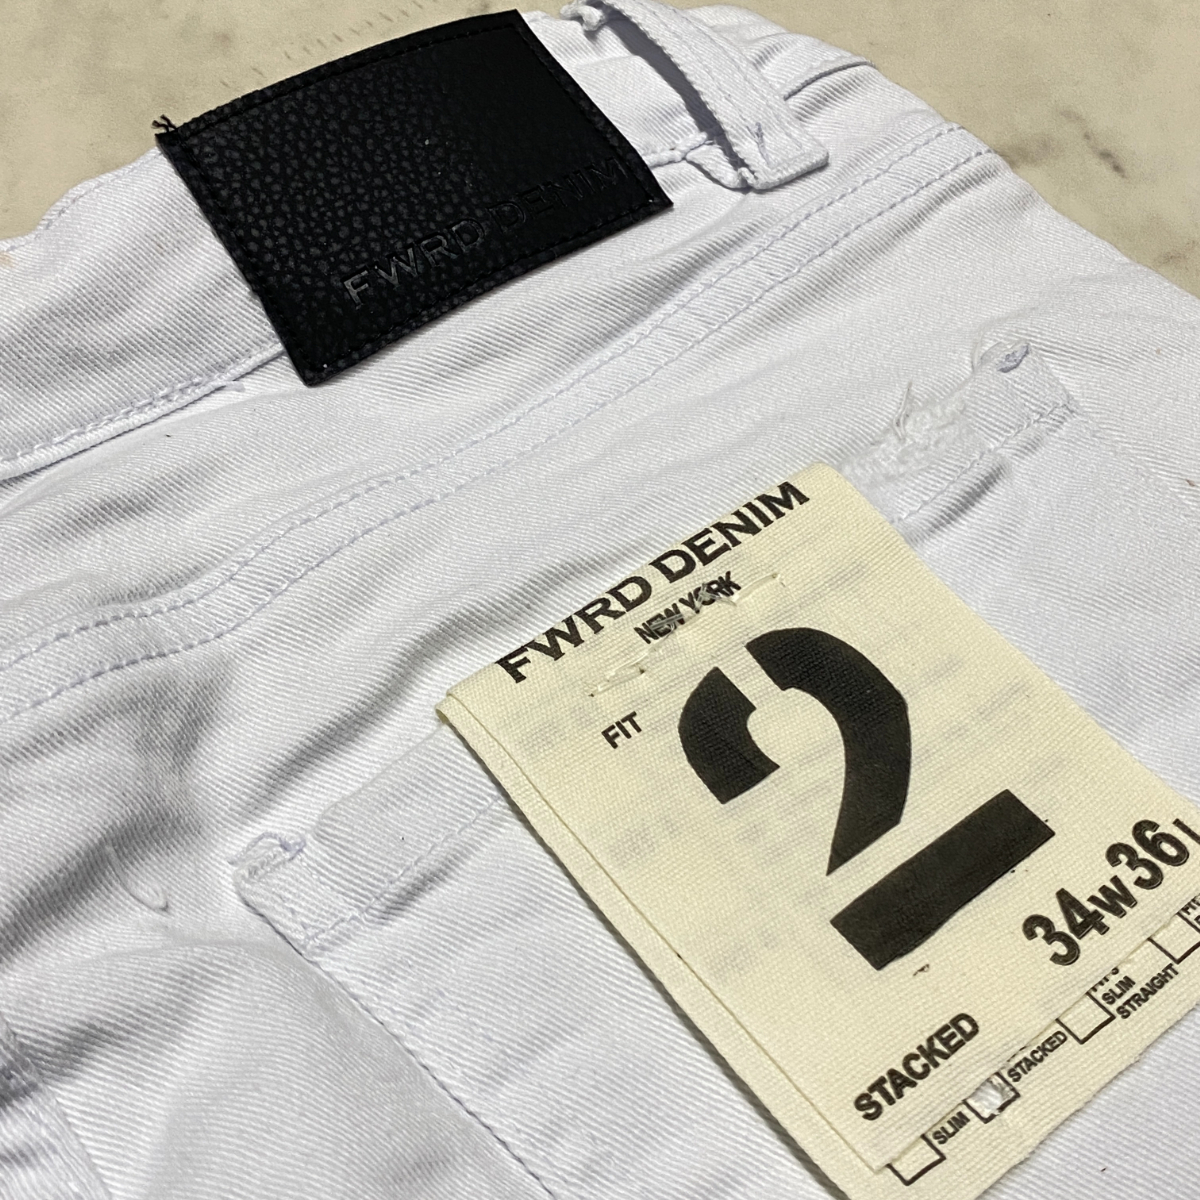 FWRD DENIM
FWRD DENIM
NEW YORK
FIT
2
34W36L
STACKED
SLIM
STACKED
SLIM
STRAIGHT